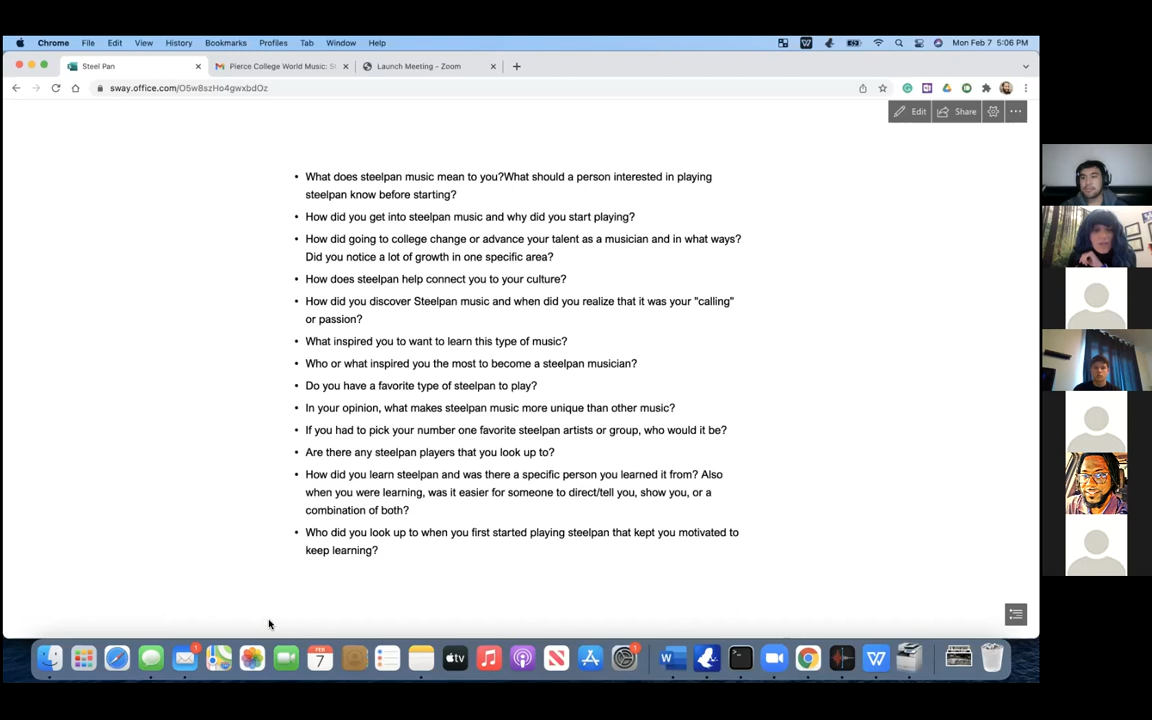 Chrome File Edit View History Bookmarks Profiles Tab Window Help Mon Feb 7 5:06 PM
Steel Pan Pierce College World Music: S Launch Meeting - Zoom
sway.office.com/O5w8szHo4gwxbdOz
Edit Share
• What does steelpan music mean to you?What should a person interested in playing
steelpan know before starting?
• How did you get into steelpan music and why did you start playing?
• How did going to college change or advance your talent as a musician and in what ways?
Did you notice a lot of growth in one specific area?
• How does steelpan help connect you to your culture?
• How did you discover Steelpan music and when did you realize that it was your "calling"
or passion?
• What inspired you to want to learn this type of music?
• Who or what inspired you the most to become a steelpan musician?
• Do you have a favorite type of steelpan to play?
• In your opinion, what makes steelpan music more unique than other music?
• If you had to pick your number one favorite steelpan artists or group, who would it be?
• Are there any steelpan players that you look up to?
• How did you learn steelpan and was there a specific person you learned it from? Also
when you were learning, was it easier for someone to direct/tell you, show you, or a
combination of both?
• Who did you look up to when you first started playing steelpan that kept you motivated to
keep learning?
1 FEB 7 tv 1